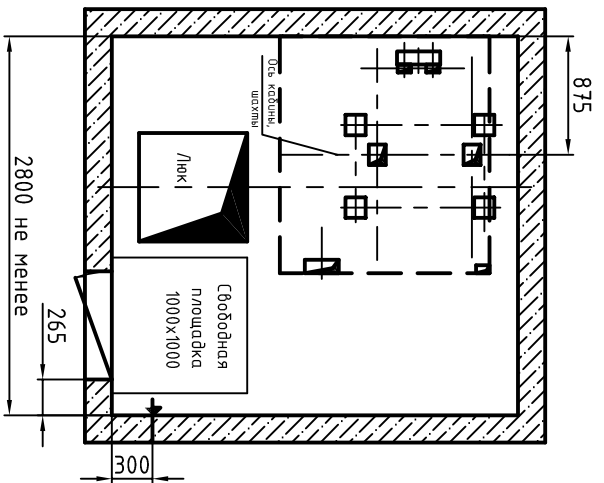 Ось кабины,
шахты
875
Люк
2800 не менее
Свободная
площадка
1000х1000
265
300